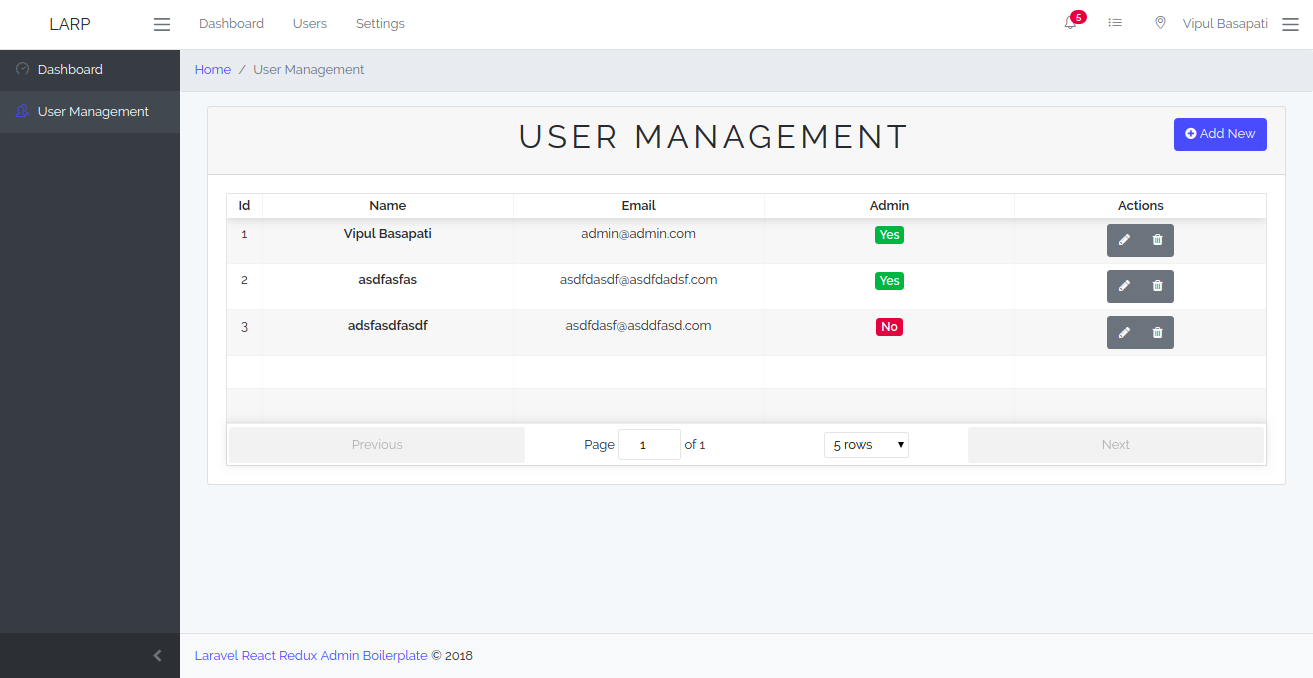 LARP Dashboard Users Settings 5 Vipul Basapati
Dashboard
User Management
Home / User Management
USER MANAGEMENT
Add New
Id Name Email Admin Actions
1 Vipul Basapati admin@admin.com Yes
2 asdfasfas asdfdasdf@asdfdadsf.com Yes
3 adsfasdfasdf asdfdasf@asddfasd.com No
Previous Page 1 of 1 5 rows Next
Laravel React Redux Admin Boilerplate © 2018